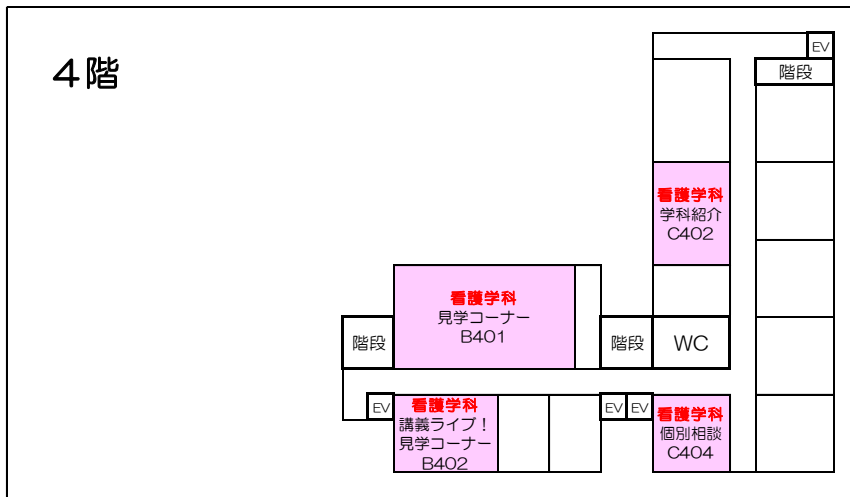 4階
EV
階段
看護学科
学科紹介
C402
看護学科
見学コーナー
B401
階段
階段
WC
EV
看護学科
講義ライブ!
見学コーナー
B402
EV
EV
看護学科
個別相談
C404